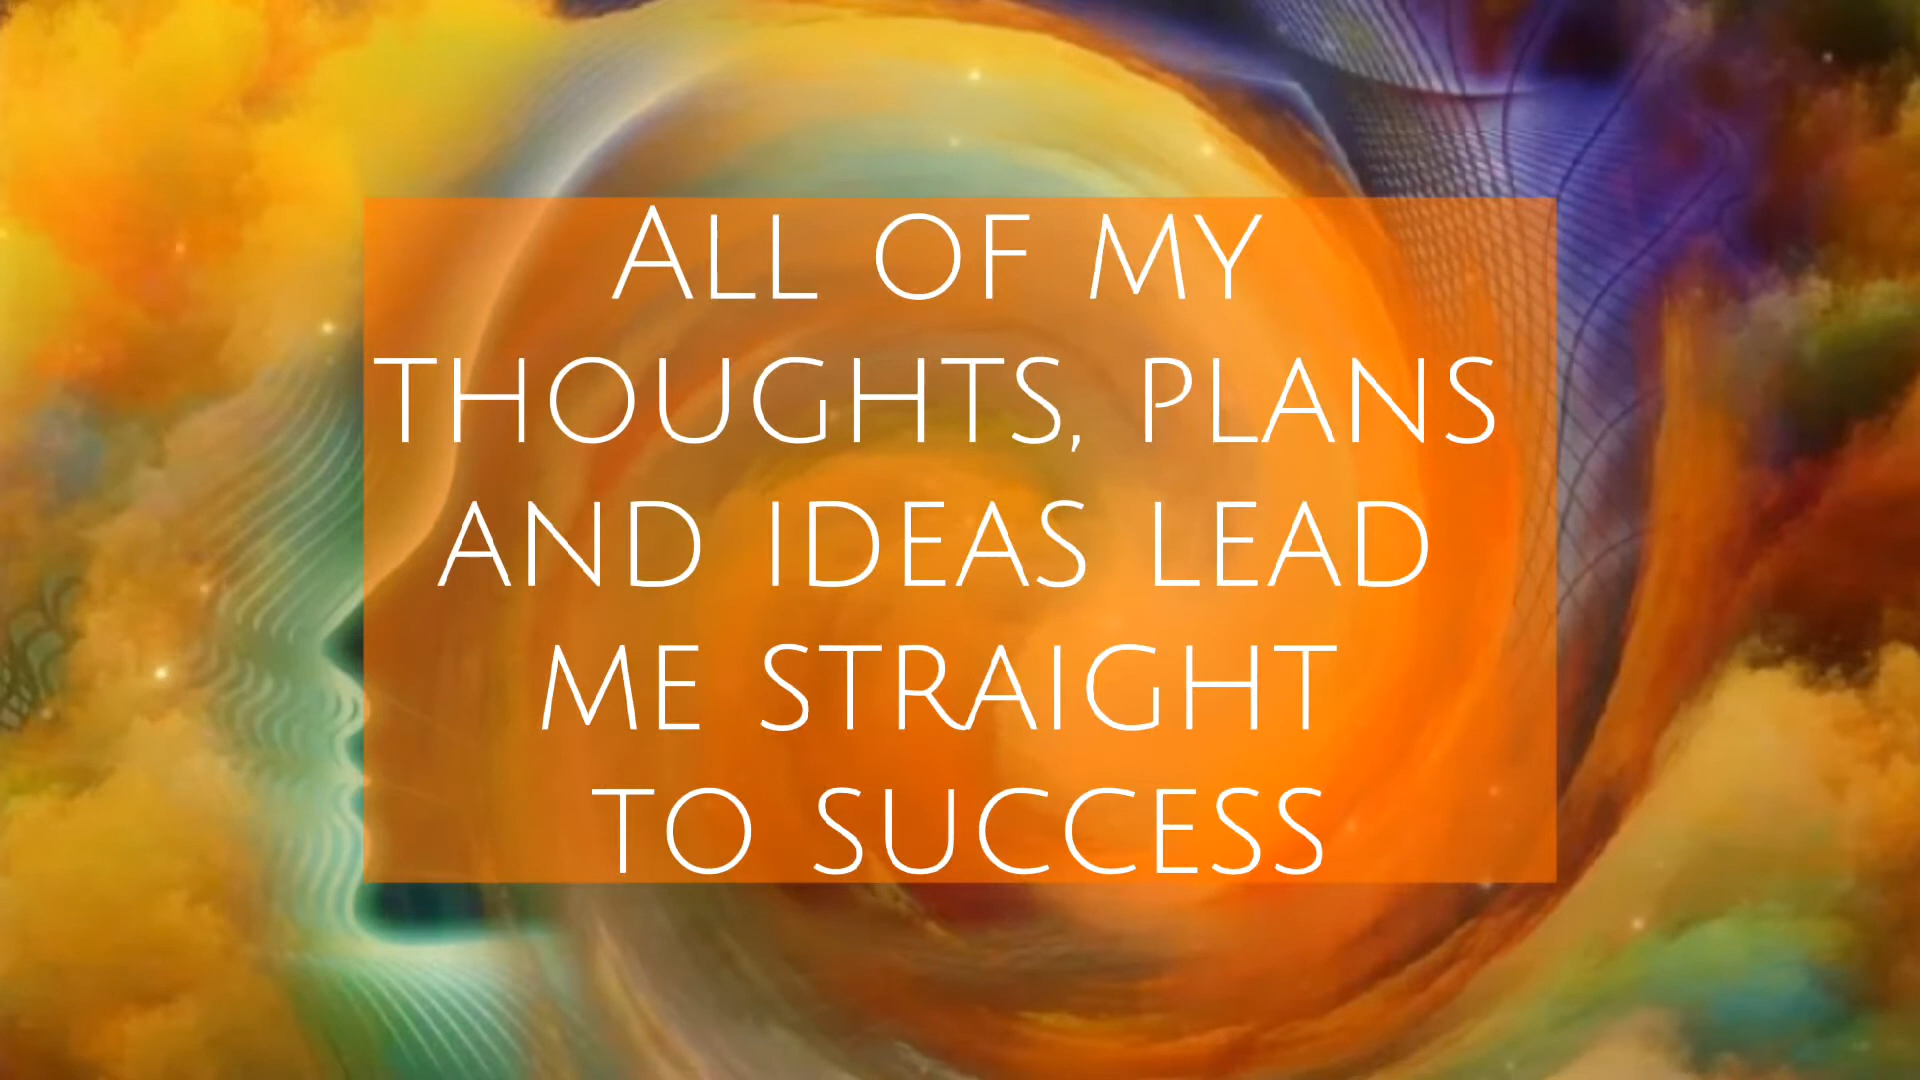 ALL OF MY
THOUGHTS, PLANS
AND IDEAS LEAD
ME STRAIGHT
TO SUCCESS